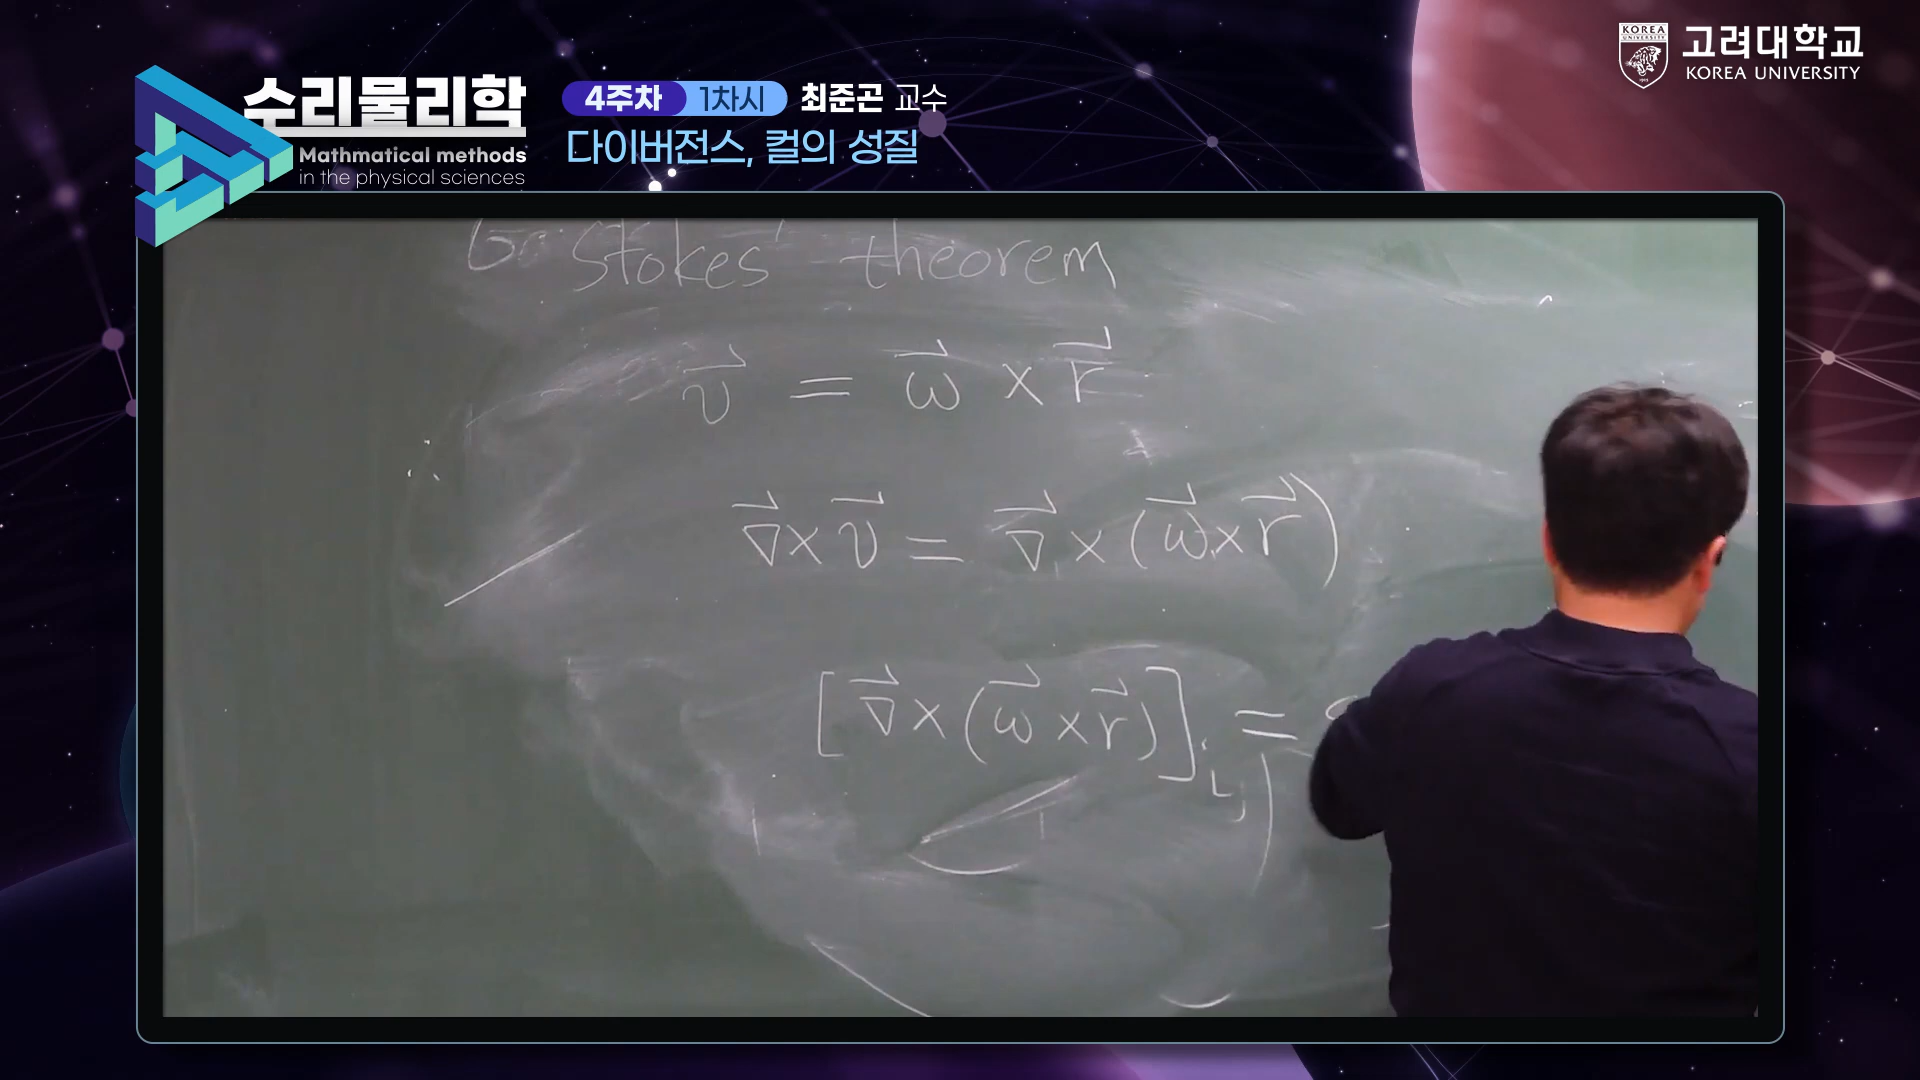 KOREA
UNIVERSITY
고려대학교
KOREA UNIVERSITY
수리물리학
Mathmatical methods
in the physical sciences
4주차 1차시 최준곤 교수
다이버전스, 컬의 성질
Stokes' theorem
v⃗ = ω⃗ × r⃗
∇⃗×v⃗ = ∇⃗×(ω⃗×r⃗)
[∇⃗×(ω⃗×r⃗)]ᵢ =